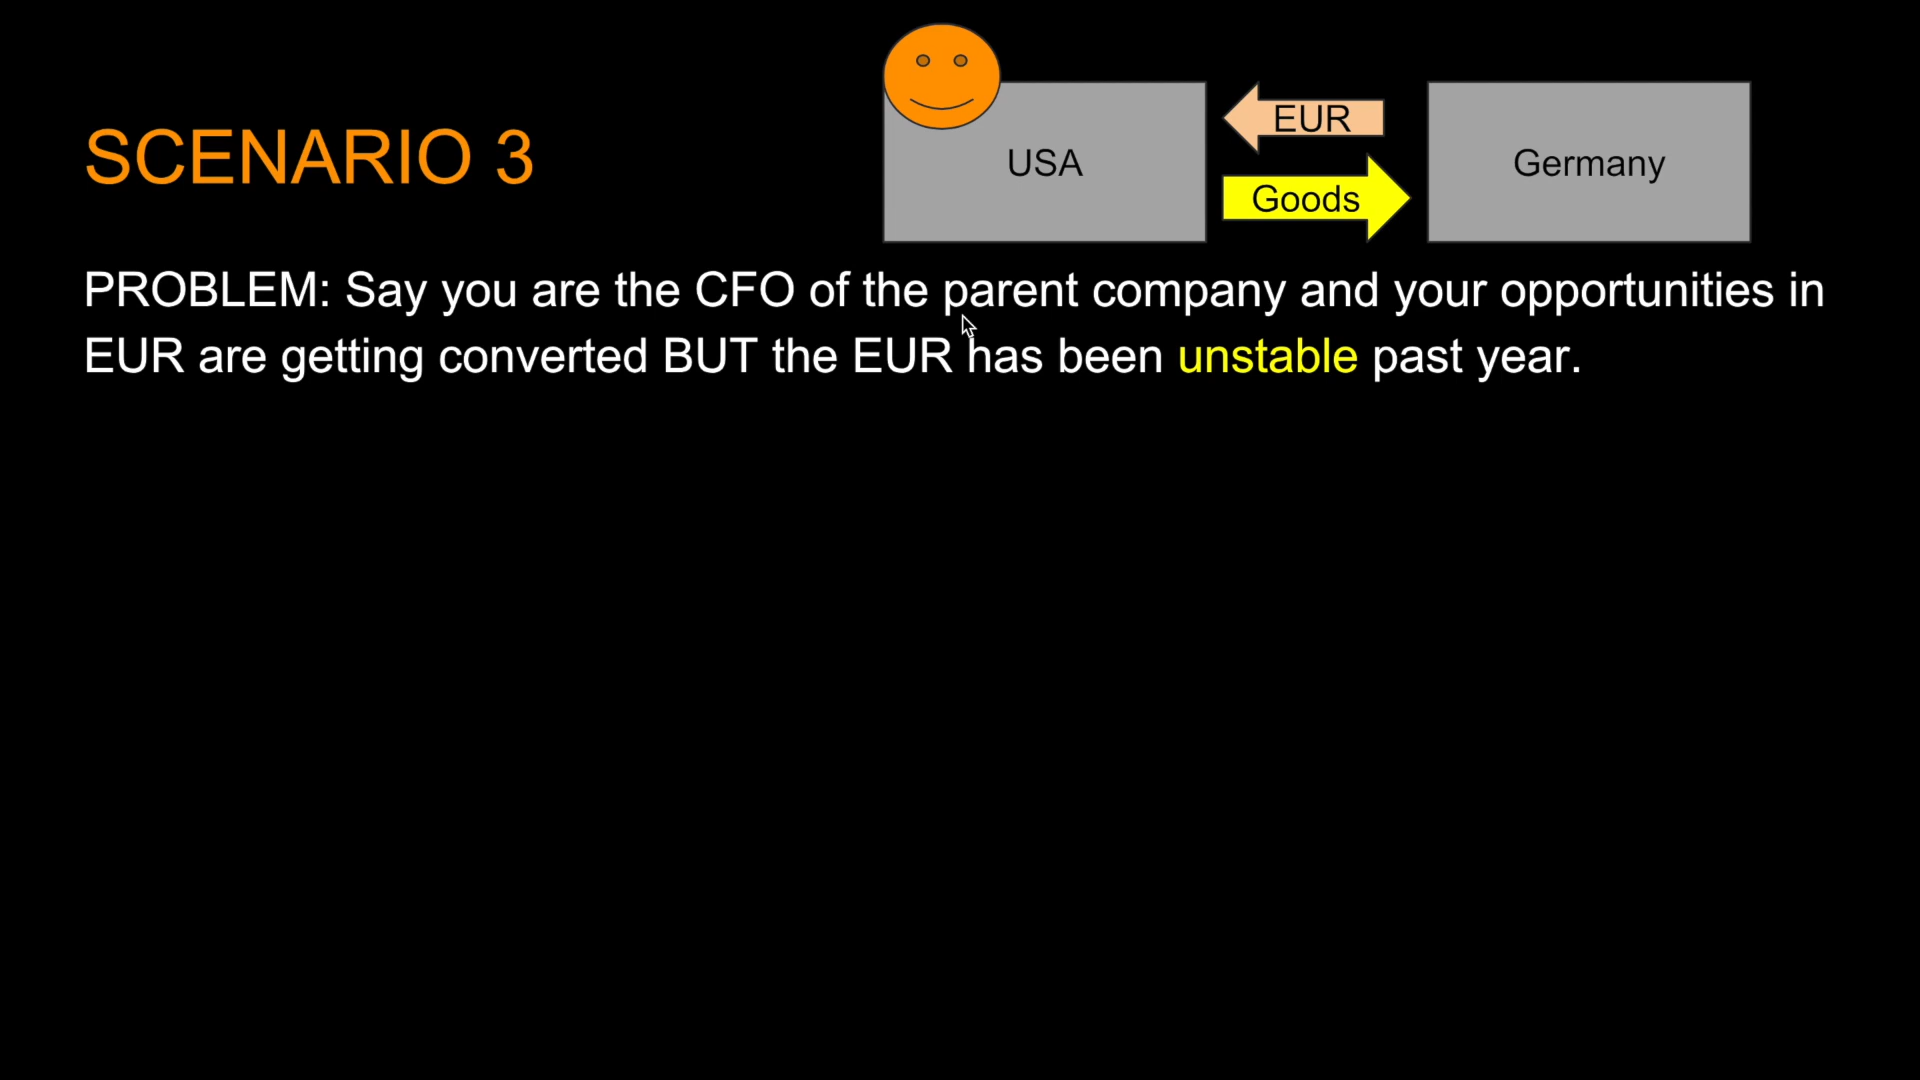 SCENARIO 3
USA
EUR
Goods
Germany
PROBLEM: Say you are the CFO of the parent company and your opportunities in
EUR are getting converted BUT the EUR has been unstable past year.